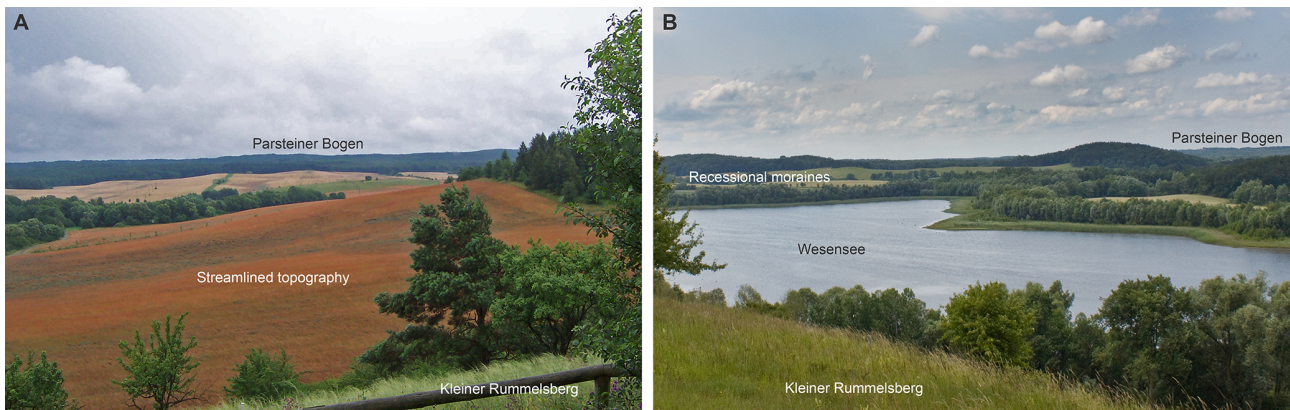 A
Parsteiner Bogen
Streamlined topography
Kleiner Rummelsberg
B
Parsteiner Bogen
Recessional moraines
Wesensee
Kleiner Rummelsberg